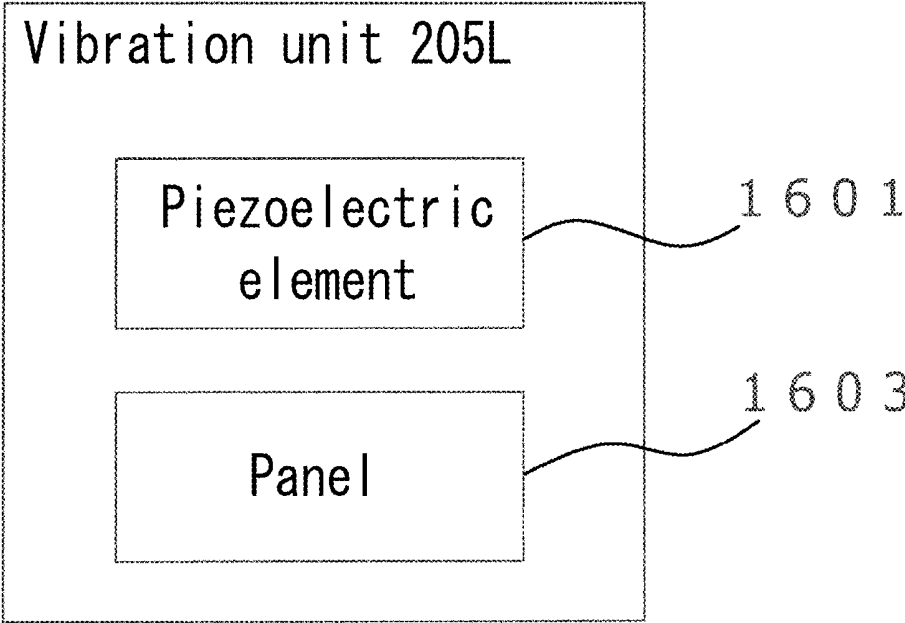 Vibration unit 205L
Piezoelectric
element
1601
Panel
1603